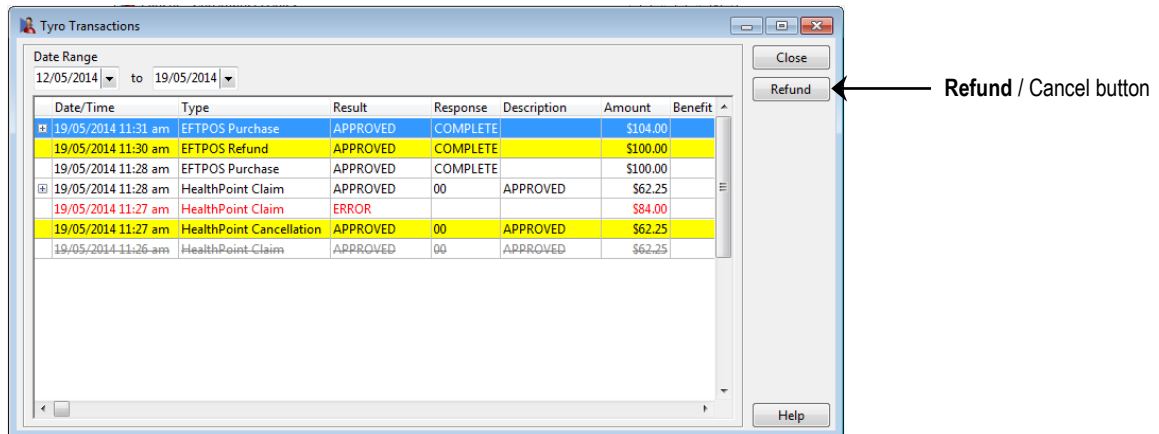 Tyro Transactions
Date Range
12/05/2014 to 19/05/2014
Close
Refund
Refund / Cancel button
Date/Time Type Result Response Description Amount Benefit
19/05/2014 11:31 am EFTPOS Purchase APPROVED COMPLETE $104.00
19/05/2014 11:30 am EFTPOS Refund APPROVED COMPLETE $100.00
19/05/2014 11:28 am EFTPOS Purchase APPROVED COMPLETE $100.00
19/05/2014 11:28 am HealthPoint Claim APPROVED 00 APPROVED $62.25
19/05/2014 11:27 am HealthPoint Claim ERROR $84.00
19/05/2014 11:27 am HealthPoint Cancellation APPROVED 00 APPROVED $62.25
19/05/2014 11:26 am HealthPoint Claim APPROVED 00 APPROVED $62.25
Help